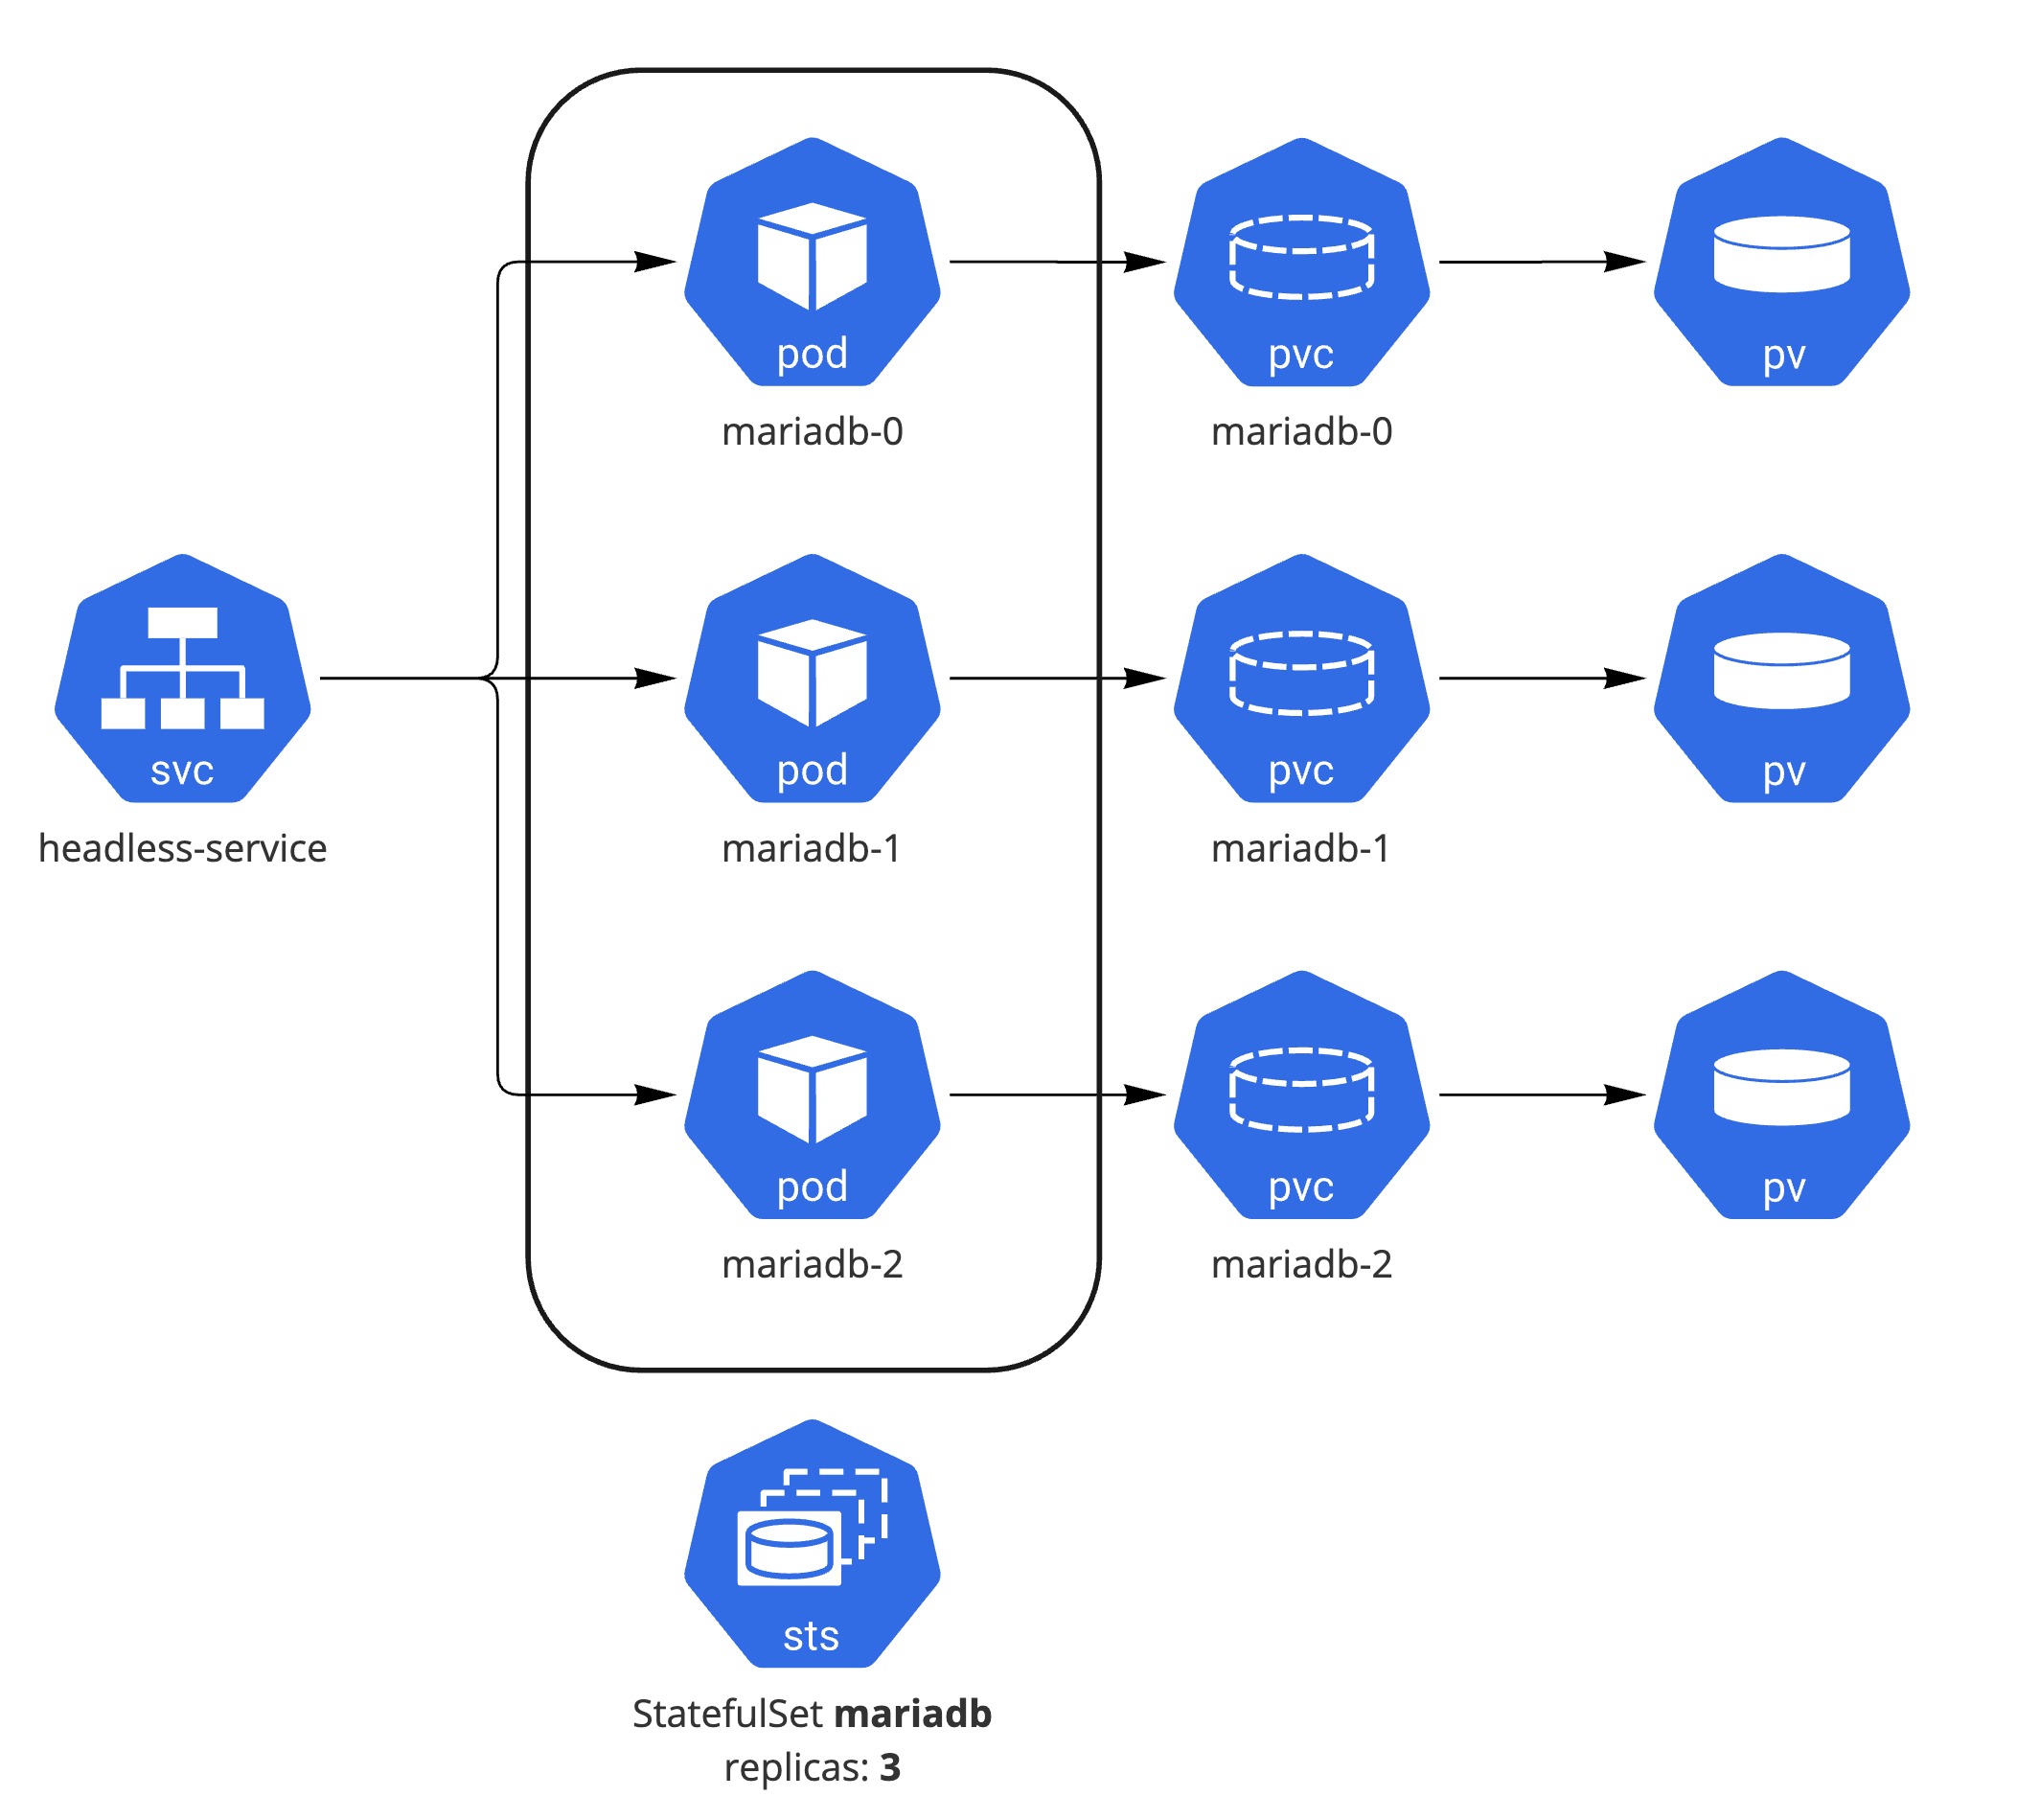 pod
mariadb-0
pvc
mariadb-0
pv
svc
headless-service
pod
mariadb-1
pvc
mariadb-1
pv
pod
mariadb-2
pvc
mariadb-2
pv
sts
StatefulSet mariadb
replicas: 3